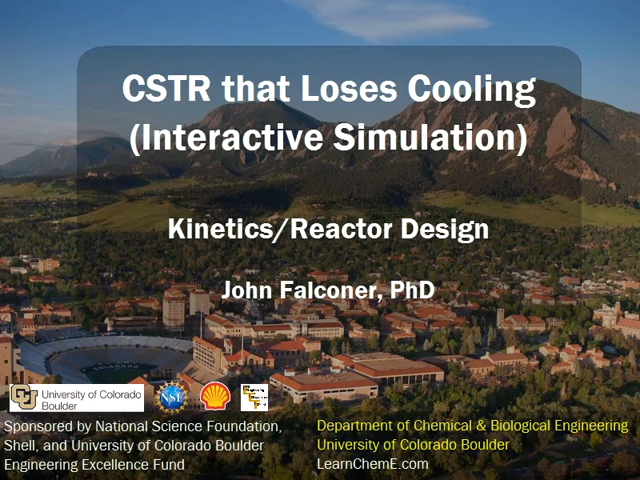 CSTR that Loses Cooling
(Interactive Simulation)
Kinetics/Reactor Design
John Falconer, PhD
CU
University of Colorado
Boulder
NSF
Sponsored by National Science Foundation,
Shell, and University of Colorado Boulder
Engineering Excellence Fund
Department of Chemical & Biological Engineering
University of Colorado Boulder
LearnChemE.com